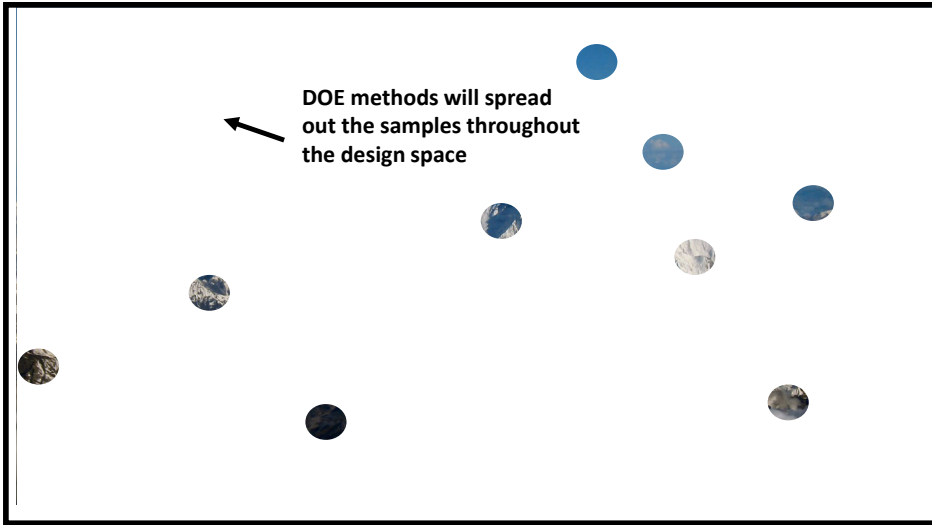 DOE methods will spread
out the samples throughout
the design space